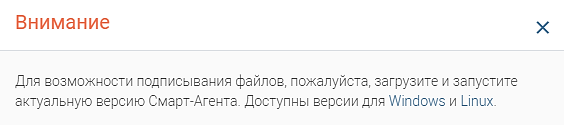 Внимание
Для возможности подписывания файлов, пожалуйста, загрузите и запустите
актуальную версию Смарт-Агента. Доступны версии для Windows и Linux.